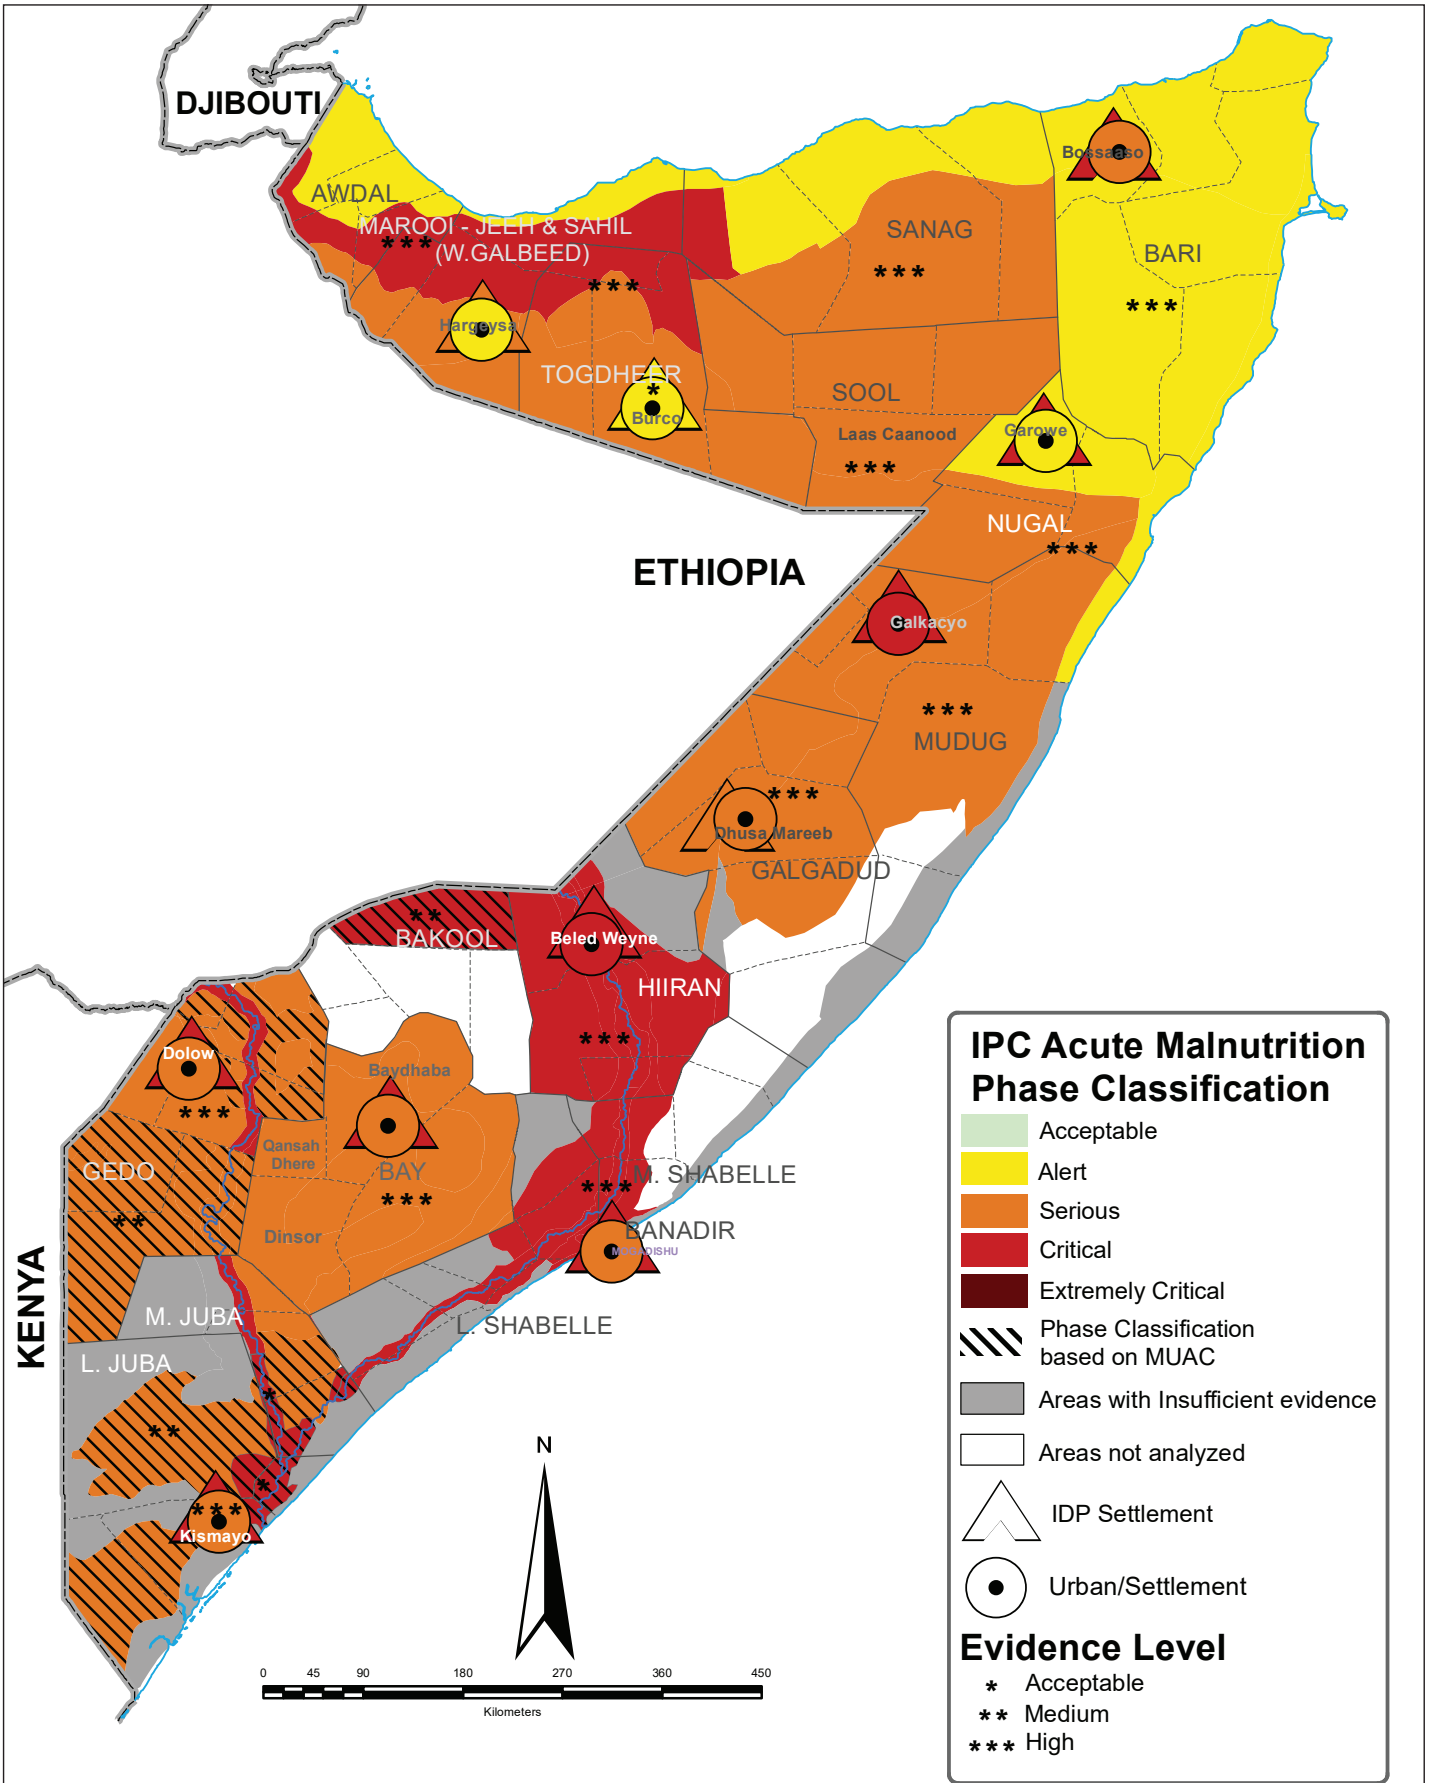 DJIBOUTI
Bossaaso
AWDAL
MAROOI - JEEH & SAHIL
(W.GALBEED)
***
***
SANAG
***
BARI
***
Hargeysa
TOGDHEER
*
Burco
SOOL
Laas Caanood
***
Garowe
NUGAL
***
ETHIOPIA
Galkacyo
***
MUDUG
***
Dhusa Mareeb
GALGADUD
**
BAKOOL
Beled Weyne
HIIRAN
***
Dolow
***
Baydhaba
Qansah
Dhere
BAY
***
GEDO
**
Dinsor
***
M. SHABELLE
BANADIR
MOGADISHU
KENYA
M. JUBA
L. SHABELLE
L. JUBA
*
**
*
***
Kismayo
N
0 45 90 180 270 360 450
Kilometers
IPC Acute Malnutrition
Phase Classification
Acceptable
Alert
Serious
Critical
Extremely Critical
Phase Classification
based on MUAC
Areas with Insufficient evidence
Areas not analyzed
IDP Settlement
Urban/Settlement
Evidence Level
* Acceptable
** Medium
*** High